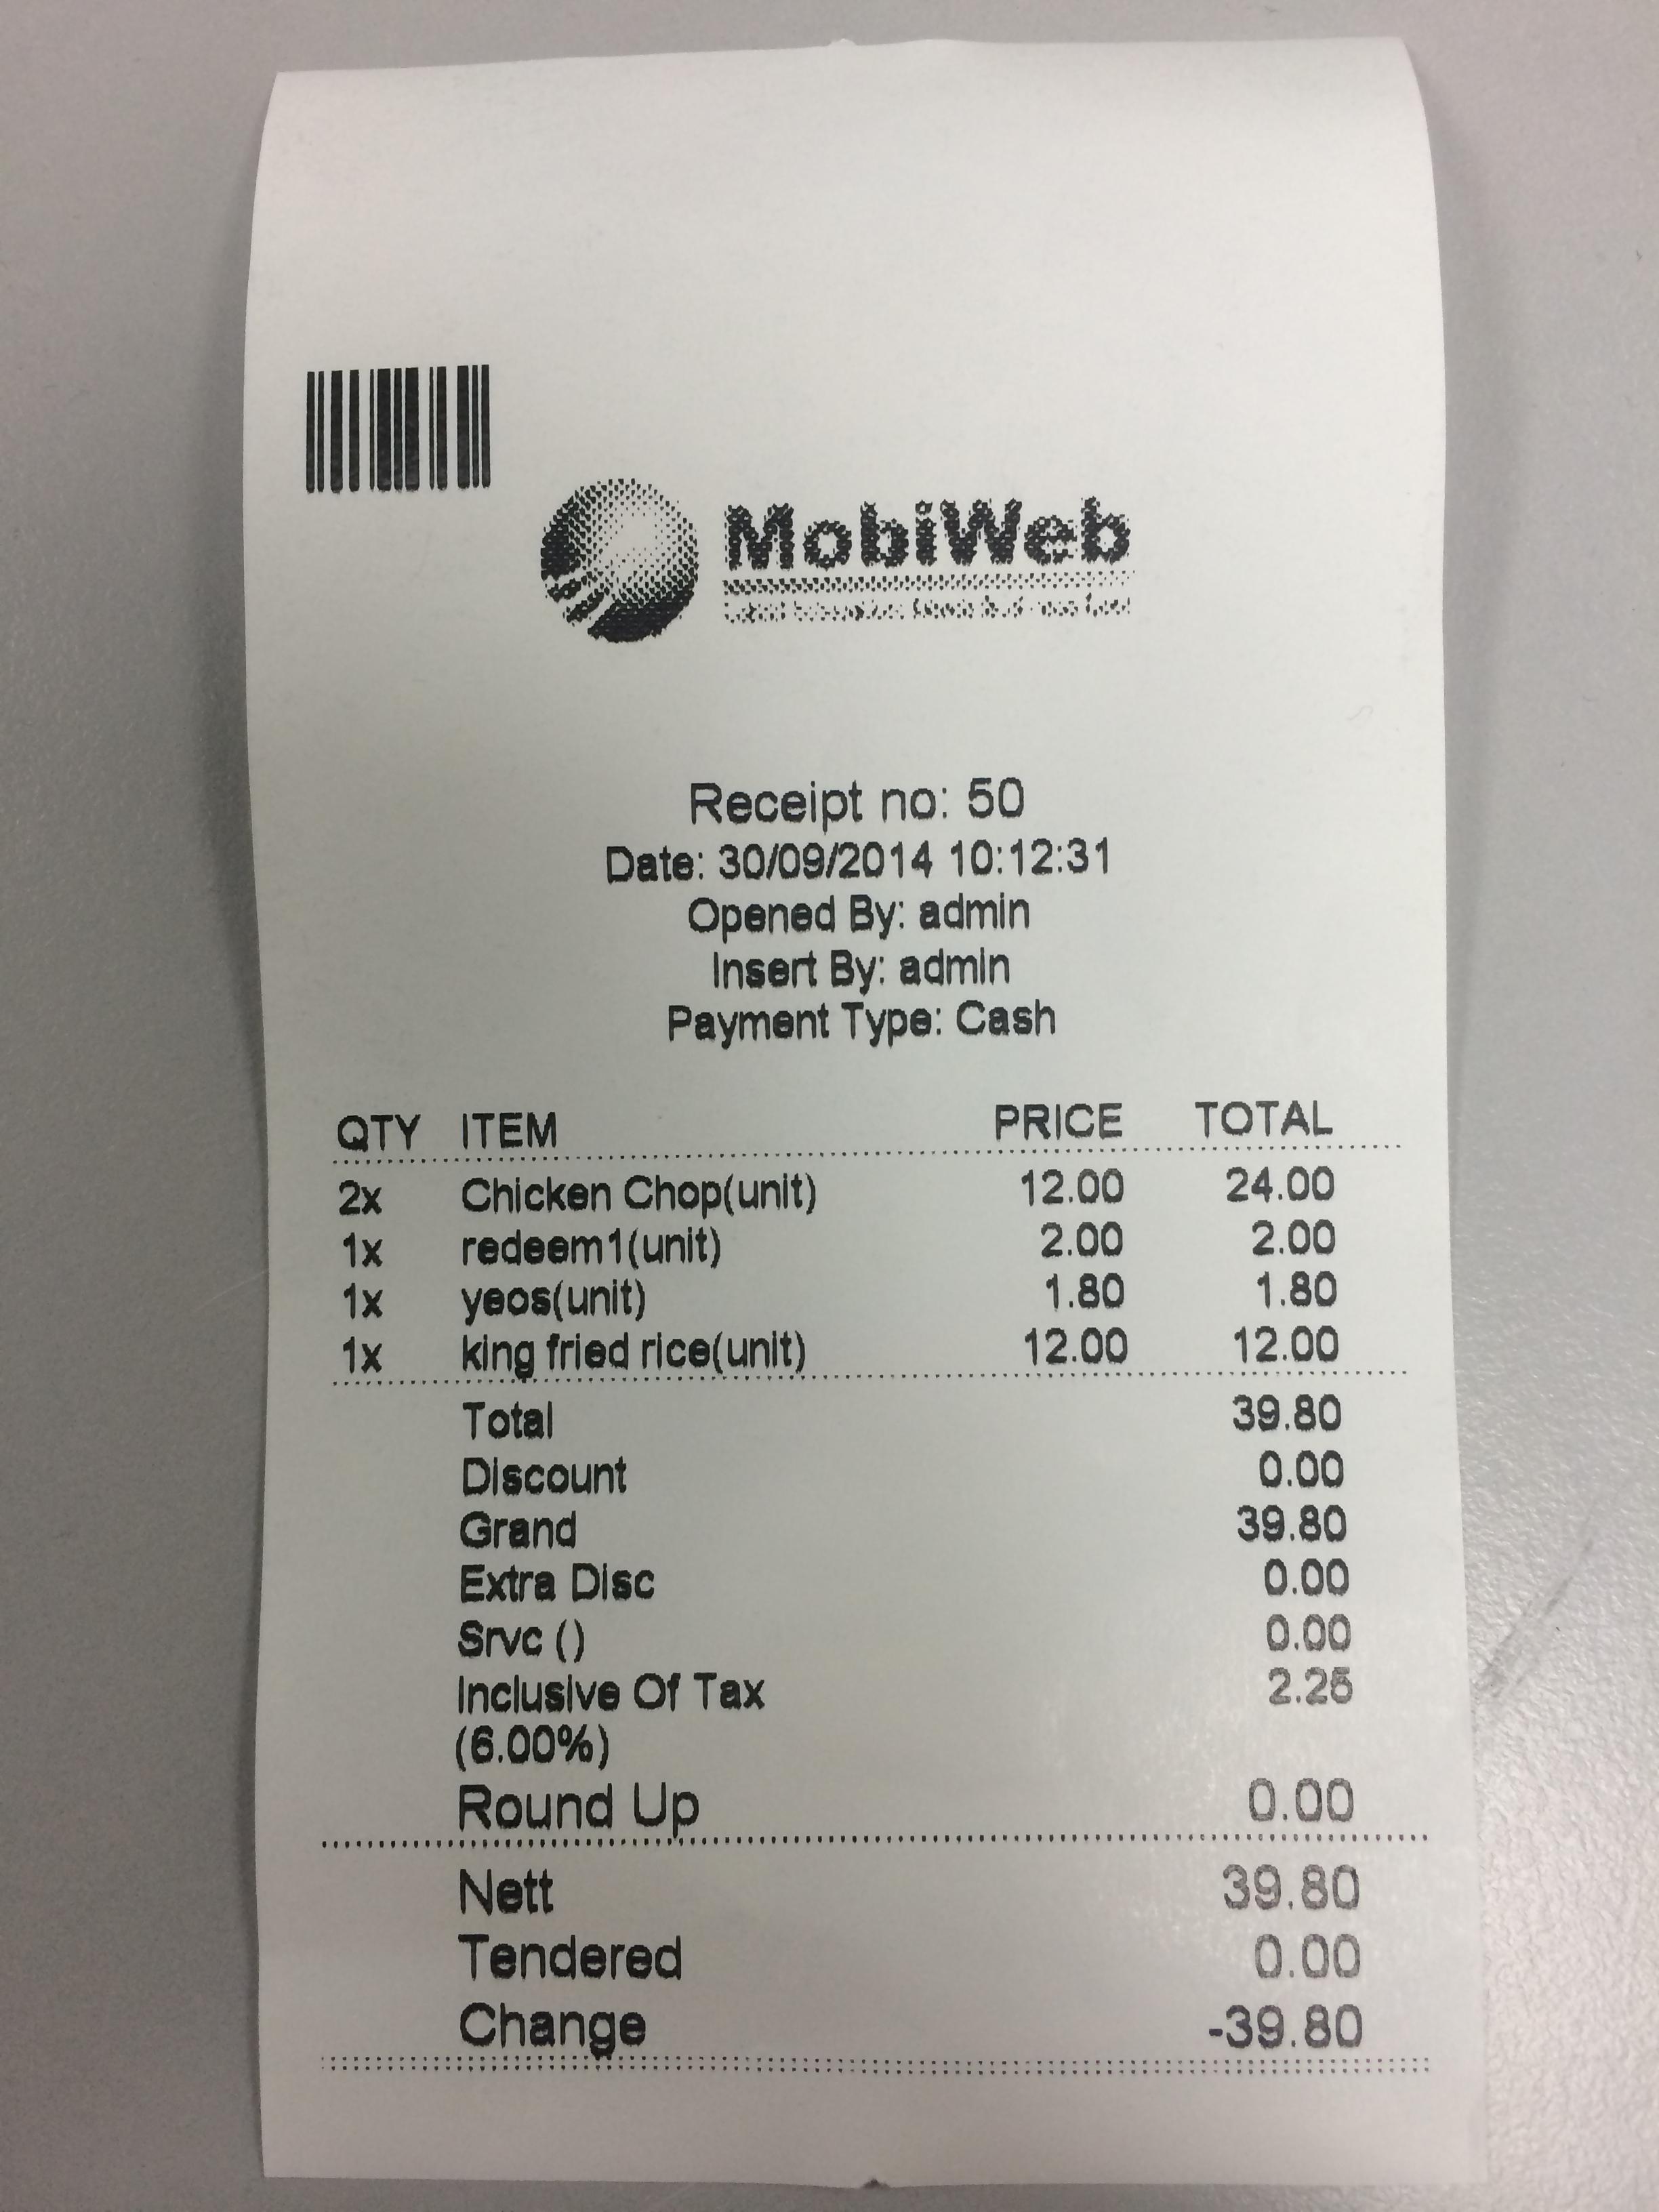 MobiWeb
Receipt no: 50
Date: 30/09/2014 10:12:31
Opened By: admin
Insert By: admin
Payment Type: Cash
QTY ITEM PRICE TOTAL
2x Chicken Chop(unit) 12.00 24.00
1x redeem1(unit) 2.00 2.00
1x yeos(unit) 1.80 1.80
1x king fried rice(unit) 12.00 12.00
Total 39.80
Discount 0.00
Grand 39.80
Extra Disc 0.00
Srvc () 0.00
Inclusive Of Tax 2.25
(6.00%)
Round Up 0.00
Nett 39.80
Tendered 0.00
Change -39.80